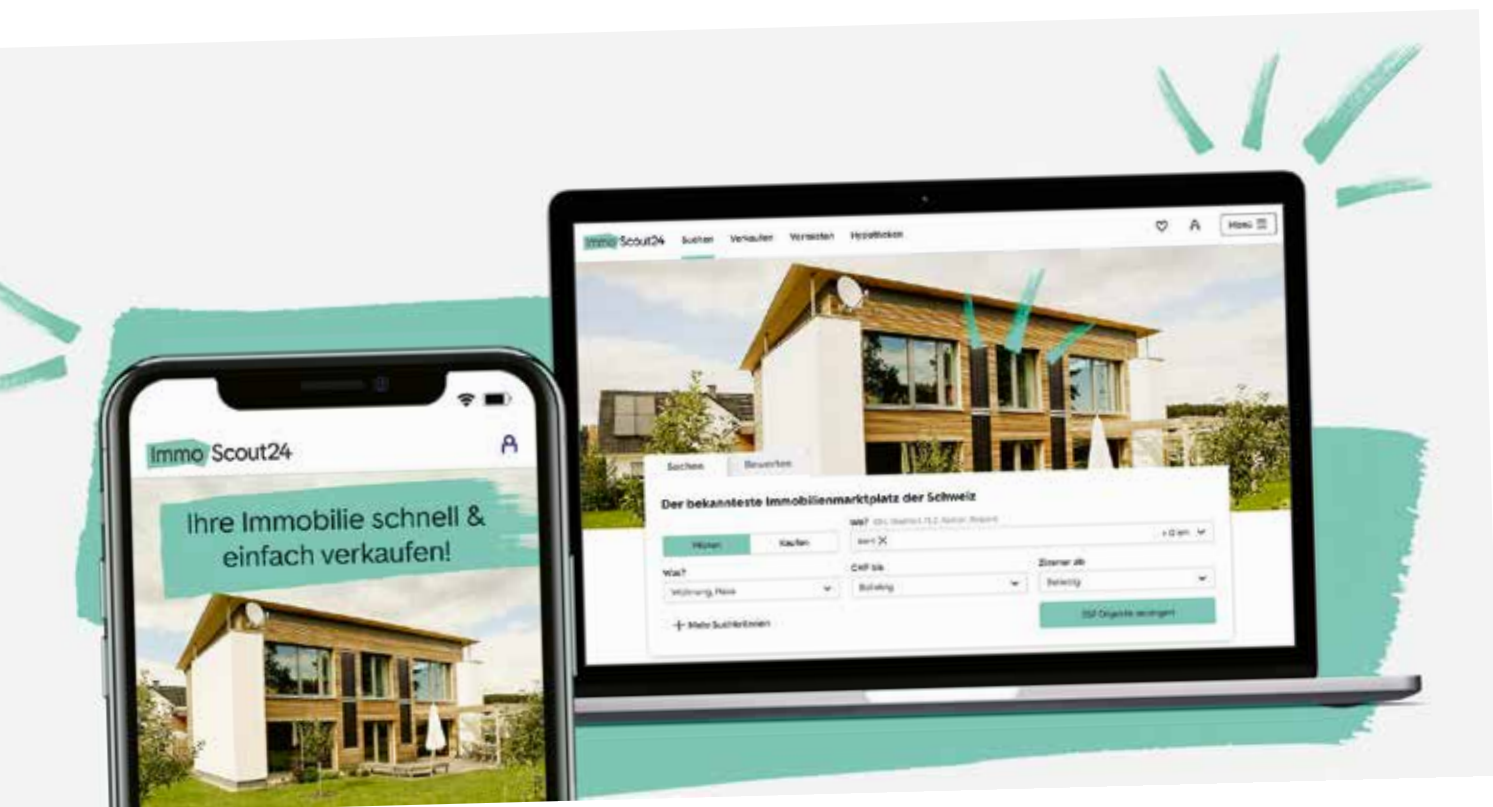 Immo Scout24
Ihre Immobilie schnell &
einfach verkaufen!
Immo Scout24 Suchen Verkaufen Vermieten Hypotheken Menü
Suchen Bewerten
Der bekannteste Immobilienmarktplatz der Schweiz
Mieten Kaufen
Wo?
Was? CHF bis Zimmer ab
Wohnung, Haus Beliebig Beliebig
Mehr Suchkriterien